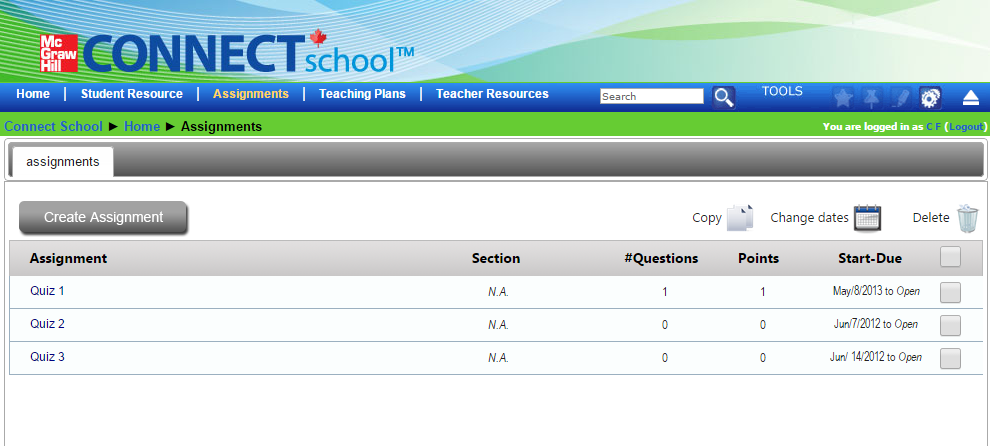 Mc
Graw
Hill
CONNECT
school™
Home | Student Resource | Assignments | Teaching Plans | Teacher Resources Search TOOLS
Connect School ► Home ► Assignments You are logged in as C F (Logout)
assignments
Create Assignment Copy Change dates Delete
Assignment Section #Questions Points Start-Due
Quiz 1 N.A. 1 1 May/8/2013 to Open
Quiz 2 N.A. 0 0 Jun/7/2012 to Open
Quiz 3 N.A. 0 0 Jun/ 14/2012 to Open